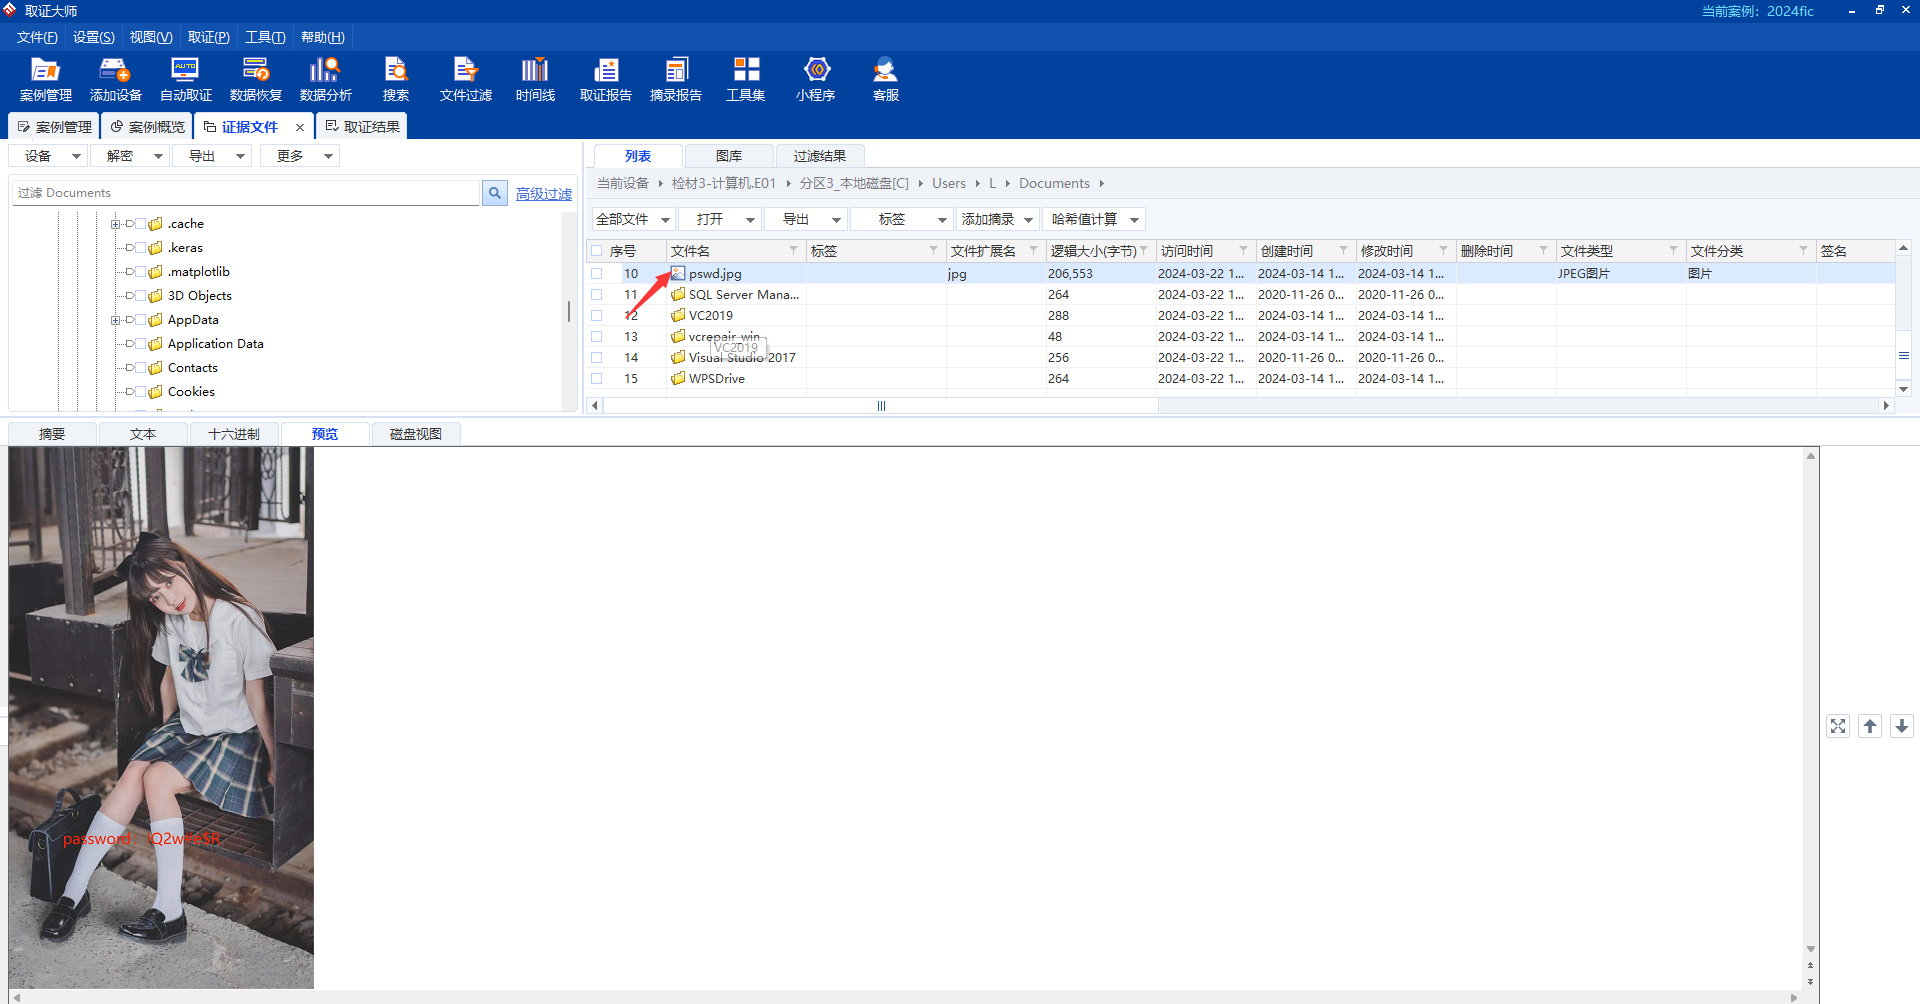 取证大师
当前案例：2024fic
文件(F) 设置(S) 视图(V) 取证(P) 工具(T) 帮助(H)
案例管理 添加设备 自动取证 数据恢复 数据分析 搜索 文件过滤 时间线 取证报告 摘录报告 工具集 小程序 客服
案例管理 案例概览 证据文件 取证结果
设备 解密 导出 更多
过滤 Documents
高级过滤
.cache
.keras
.matplotlib
3D Objects
AppData
Application Data
Contacts
Cookies
列表 图库 过滤结果
当前设备 检材3-计算机.E01 分区3_本地磁盘[C] Users L Documents
全部文件 打开 导出 标签 添加摘录 哈希值计算
序号 文件名 标签 文件扩展名 逻辑大小(字节) 访问时间 创建时间 修改时间 删除时间 文件类型 文件分类 签名
10 pswd.jpg jpg 206,553 2024-03-22 1... 2024-03-14 1... 2024-03-14 1... JPEG图片 图片
11 SQL Server Mana... 264 2024-03-22 1... 2020-11-26 0... 2020-11-26 0...
12 VC2019 288 2024-03-22 1... 2024-03-14 1... 2024-03-14 1...
13 vcrepair_win 48 2024-03-22 1... 2024-03-14 1... 2024-03-14 1...
VC2019
14 Visual Studio 2017 256 2024-03-22 1... 2020-11-26 0... 2020-11-26 0...
15 WPSDrive 264 2024-03-22 1... 2024-03-14 1... 2024-03-14 1...
摘要 文本 十六进制 预览 磁盘视图
password：